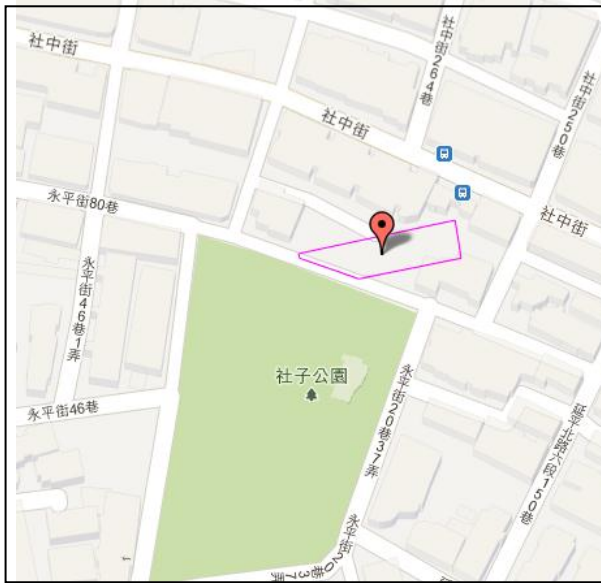 社中街
社中街264巷
社中街250巷
社中街
社中街
永平街80巷
永平街46巷1弄
社子公園
永平街20巷37弄
永平街46巷
延平北路六段150巷
永平街20
巷37弄